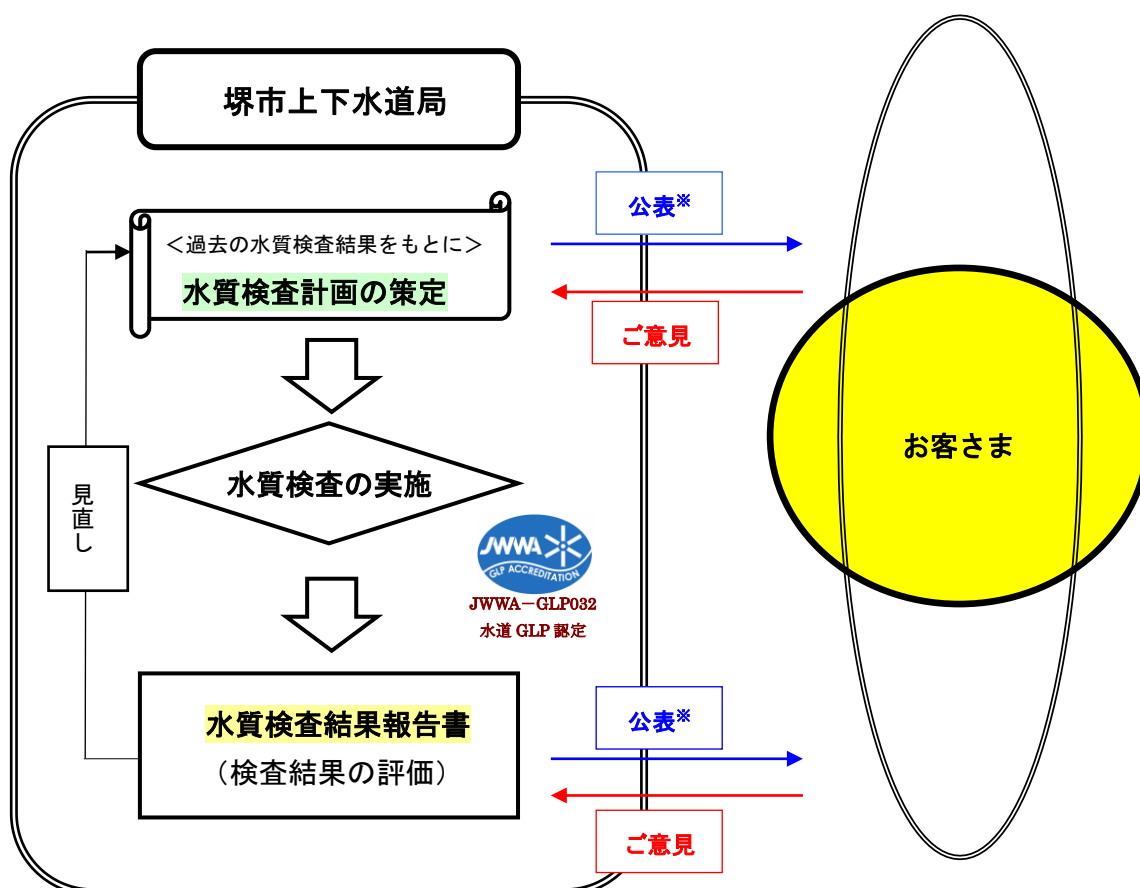 堺市上下水道局
<過去の水質検査結果をもとに>
水質検査計画の策定
公表※
ご意見
お客さま
水質検査の実施
見直し
JWWA
GLP ACCREDITATION
JWWA-GLP032
水道 GLP 認定
水質検査結果報告書
(検査結果の評価)
公表※
ご意見